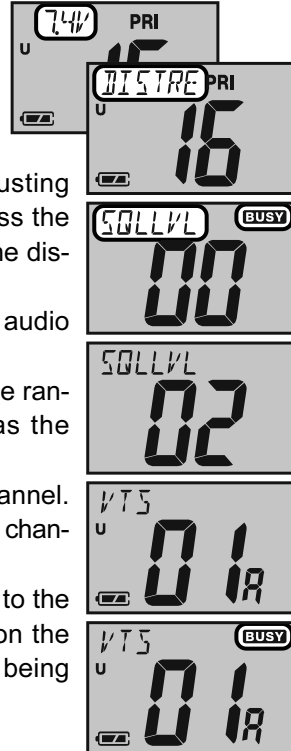 7.4V PRI
U
DISTRE PRI
U
16
usting
ss the
dis-
SQLLVL BUSY
00
audio
SQLLVL
02
e ran-
as the
annel.
chan-
VTS
U
01A
to the
on the
being
VTS BUSY
U
01A